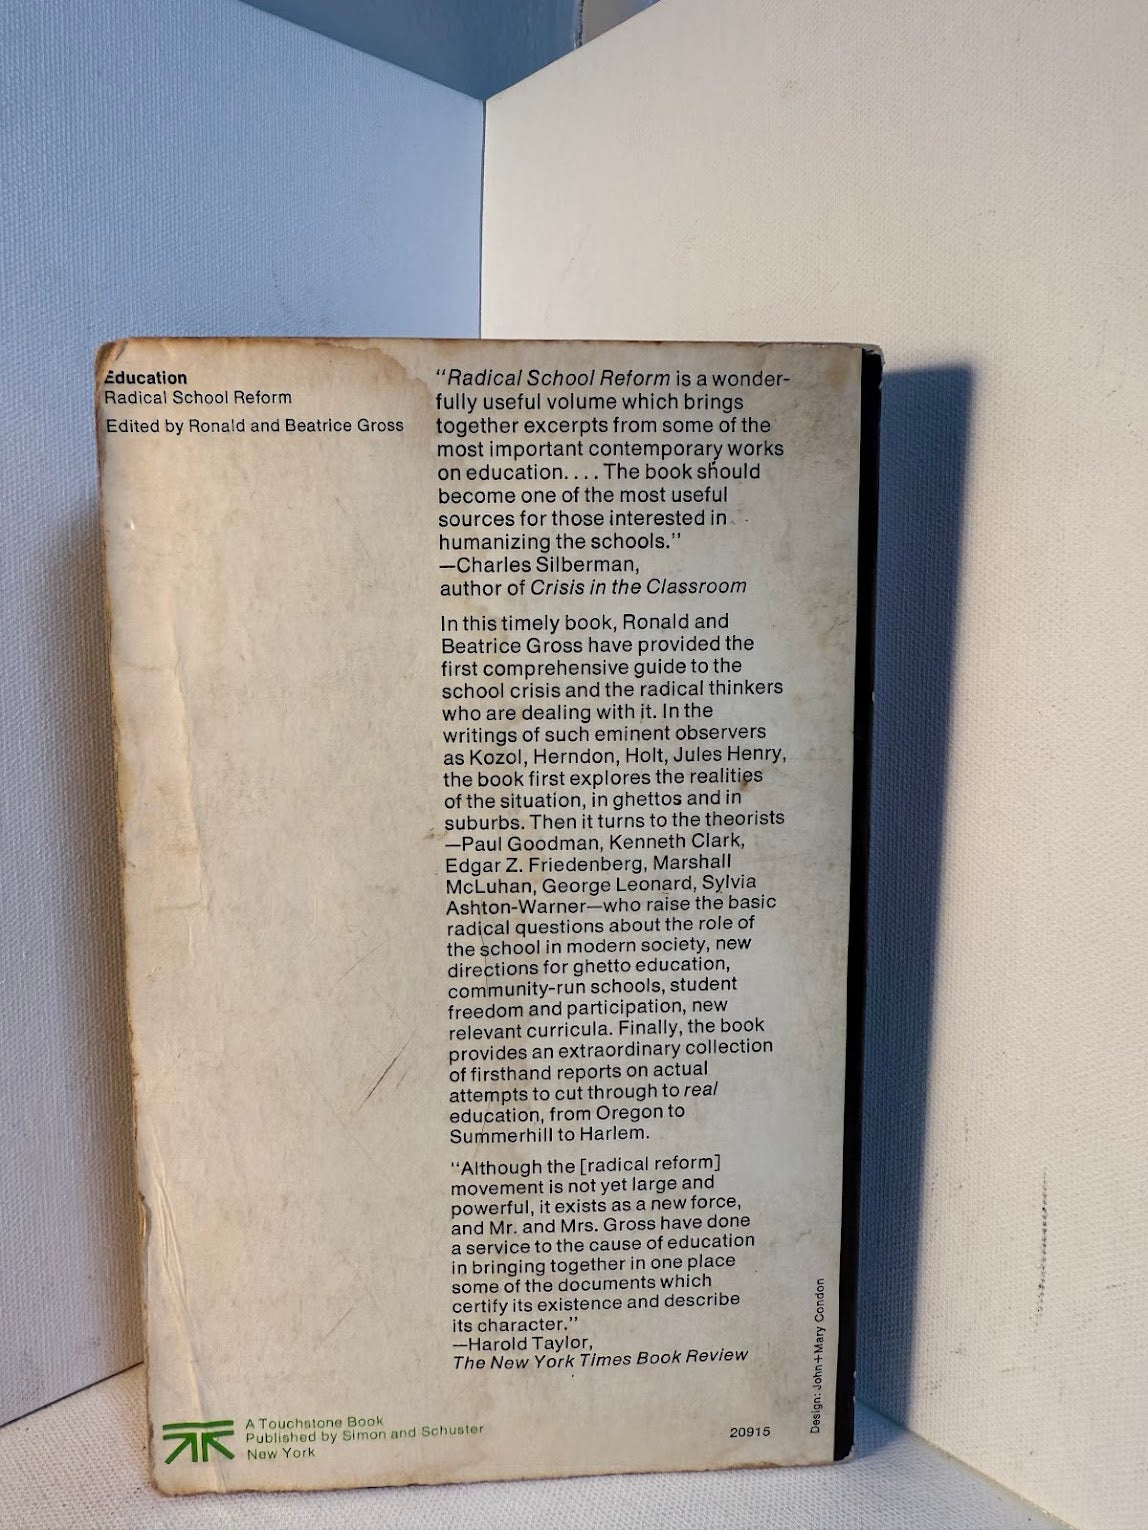 Education
Radical School Reform
Edited by Ronald and Beatrice Gross
“Radical School Reform is a wonder-
fully useful volume which brings
together excerpts from some of the
most important contemporary works
on education.... The book should
become one of the most useful
sources for those interested in
humanizing the schools.”
—Charles Silberman,
author of Crisis in the Classroom
In this timely book, Ronald and
Beatrice Gross have provided the
first comprehensive guide to the
school crisis and the radical thinkers
who are dealing with it. In the
writings of such eminent observers
as Kozol, Herndon, Holt, Jules Henry,
the book first explores the realities
of the situation, in ghettos and in
suburbs. Then it turns to the theorists
—Paul Goodman, Kenneth Clark,
Edgar Z. Friedenberg, Marshall
McLuhan, George Leonard, Sylvia
Ashton-Warner—who raise the basic
radical questions about the role of
the school in modern society, new
directions for ghetto education,
community-run schools, student
freedom and participation, new
relevant curricula. Finally, the book
provides an extraordinary collection
of firsthand reports on actual
attempts to cut through to real
education, from Oregon to
Summerhill to Harlem.
“Although the [radical reform]
movement is not yet large and
powerful, it exists as a new force,
and Mr. and Mrs. Gross have done
a service to the cause of education
in bringing together in one place
some of the documents which
certify its existence and describe
its character.”
—Harold Taylor,
The New York Times Book Review
A Touchstone Book
Published by Simon and Schuster
New York
20915
Design: John+Mary Condon